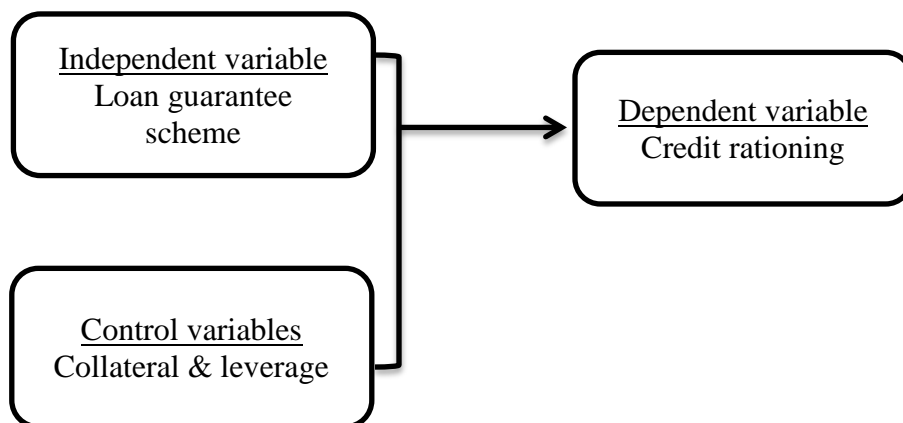 Independent variable
Loan guarantee
scheme
Dependent variable
Credit rationing
Control variables
Collateral & leverage